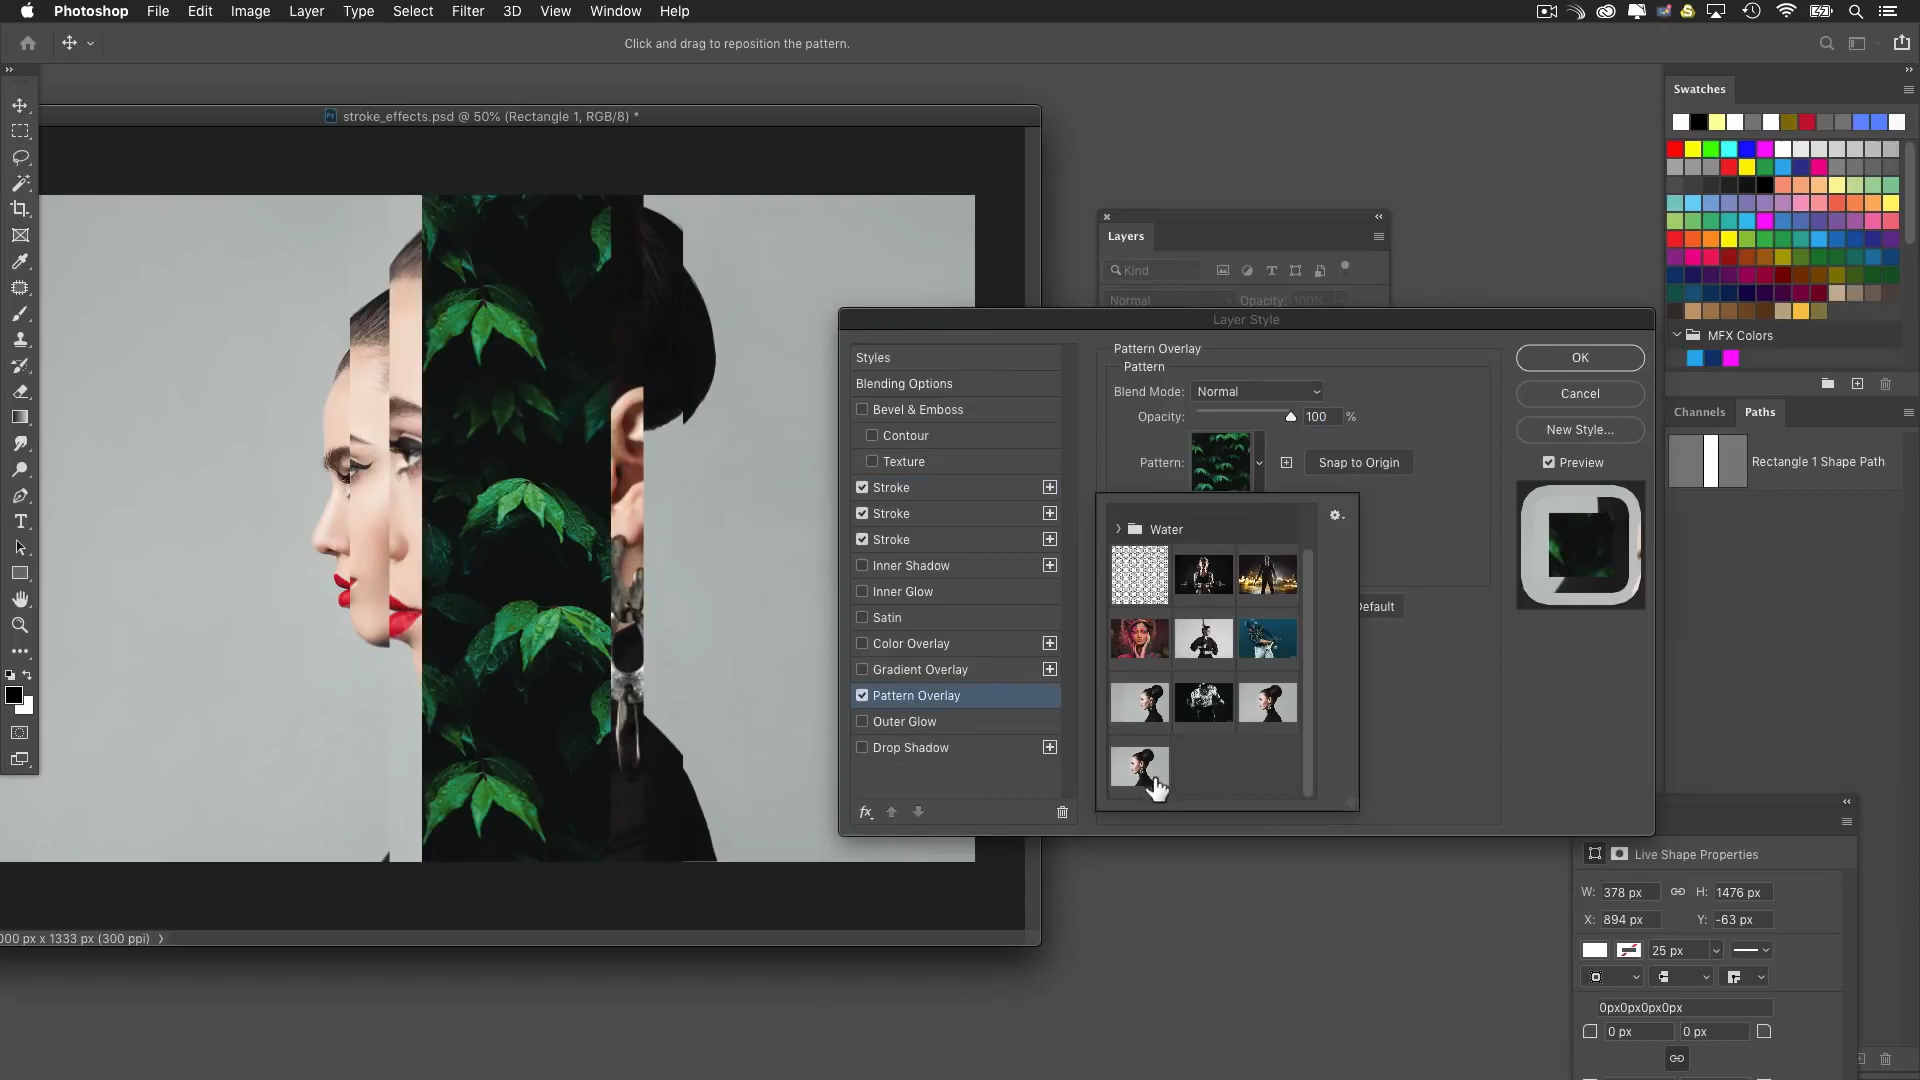 Photoshop File Edit Image Layer Type Select Filter 3D View Window Help
Click and drag to reposition the pattern.
stroke_effects.psd @ 50% (Rectangle 1, RGB/8) *
Swatches
MFX Colors
Channels Paths
Rectangle 1 Shape Path
Layers
Kind
Normal Opacity: 100%
Layer Style
Styles
Blending Options
Bevel & Emboss
Contour
Texture
Stroke
Stroke
Stroke
Inner Shadow
Inner Glow
Satin
Color Overlay
Gradient Overlay
Pattern Overlay
Outer Glow
Drop Shadow
fx
Pattern Overlay
Pattern
Blend Mode: Normal
Opacity: 100 %
Pattern: Snap to Origin
Water
Default
OK
Cancel
New Style...
Preview
Live Shape Properties
W: 378 px H: 1476 px
X: 894 px Y: -63 px
25 px
0px0px0px0px
0 px 0 px
000 px x 1333 px (300 ppi)